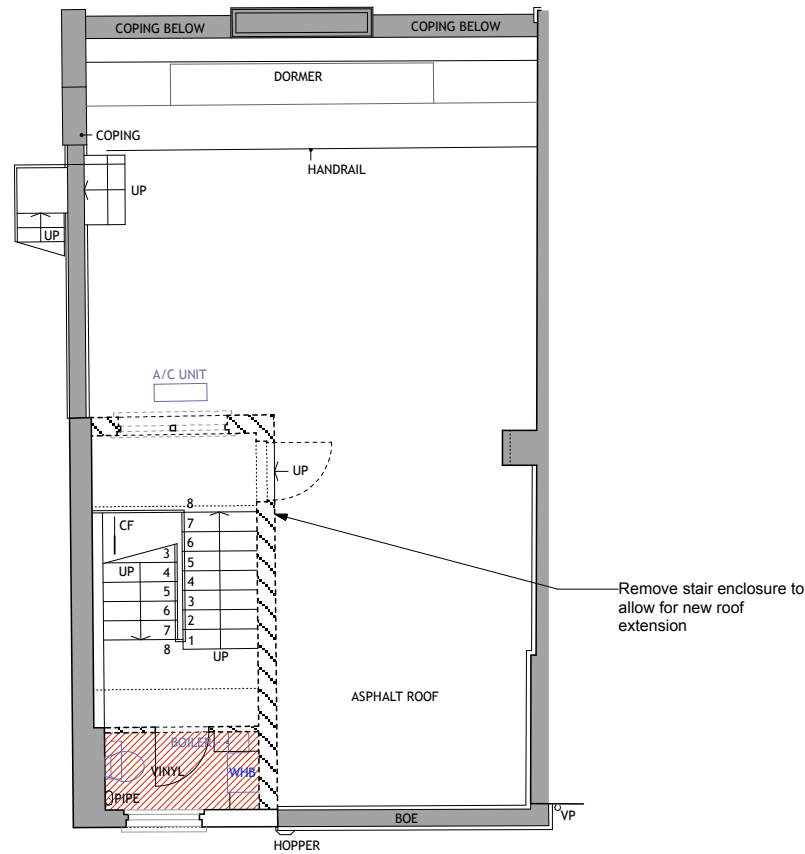 COPING BELOW
COPING BELOW
DORMER
COPING
HANDRAIL
UP
UP
A/C UNIT
UP
8
7
6
5
4
3
2
1
UP
CF
3
4
5
6
7
8
UP
Remove stair enclosure to
allow for new roof
extension
ASPHALT ROOF
BOILER
VINYL
WHB
PIPE
BOE
VP
HOPPER